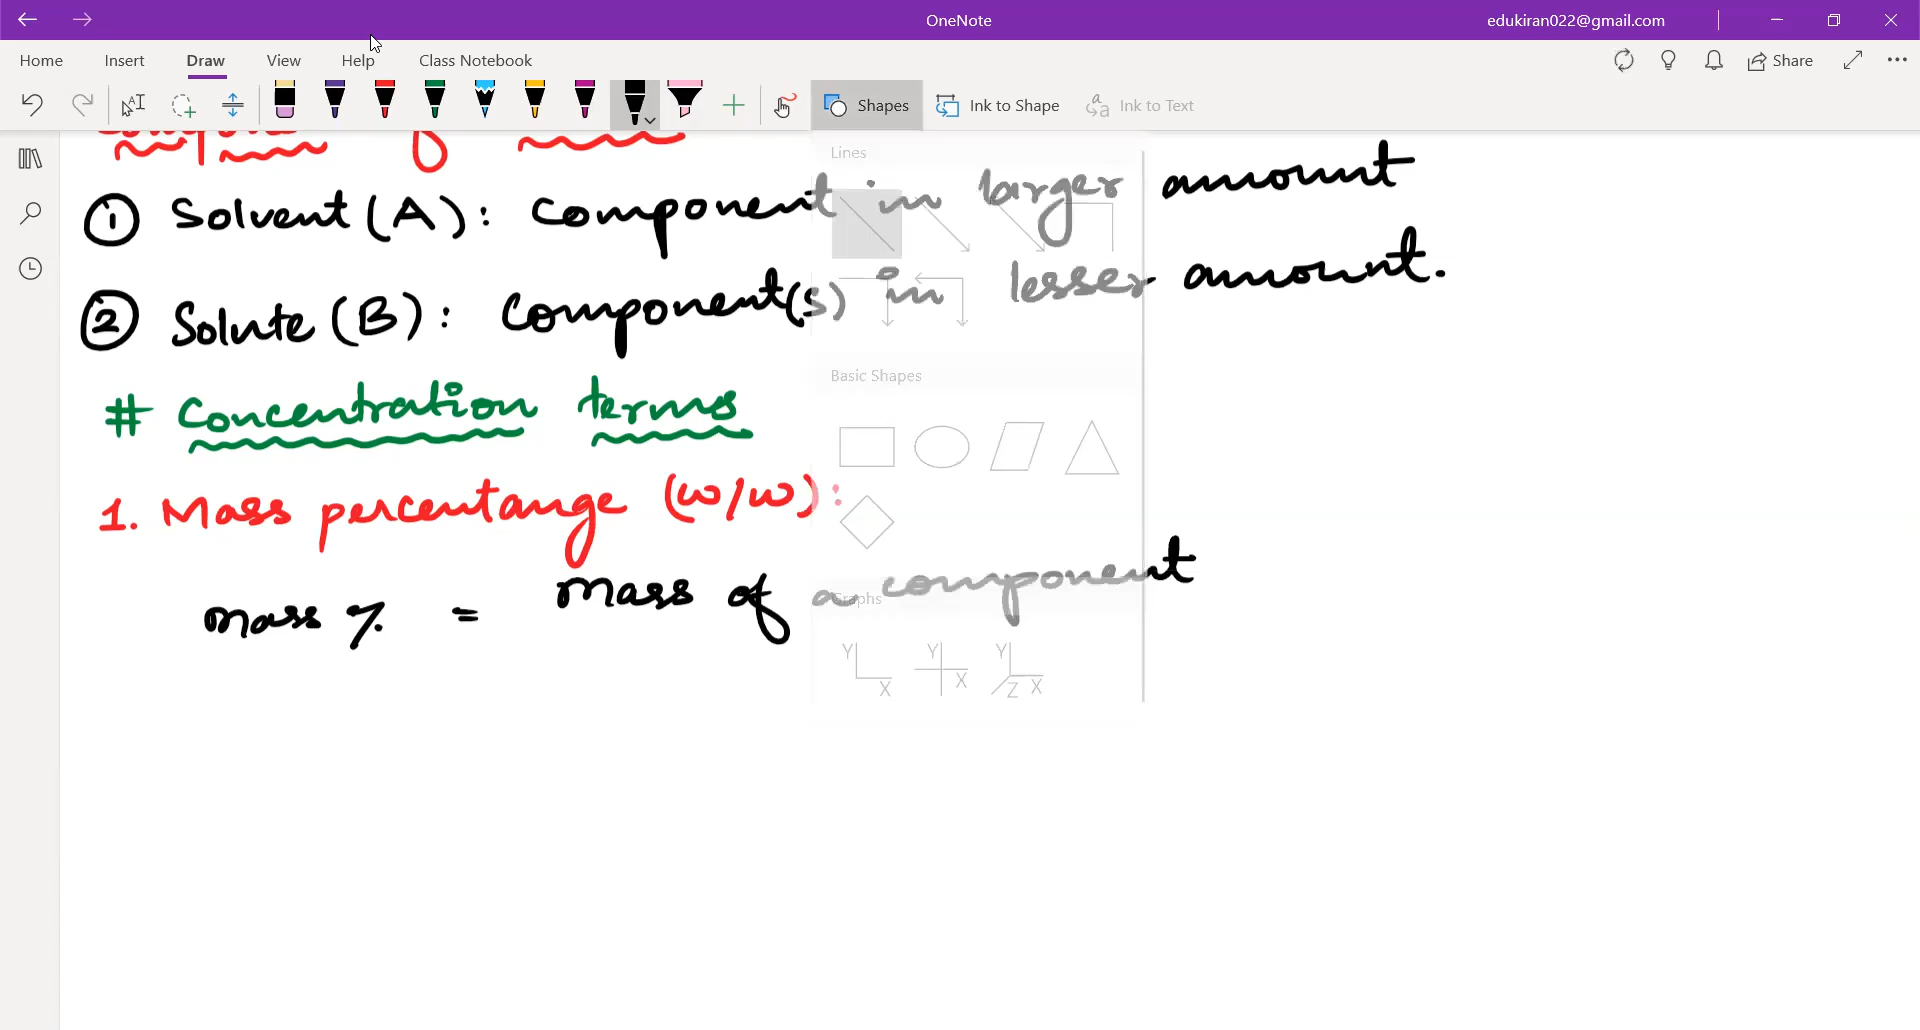 OneNote
edukiran022@gmail.com
Home Insert Draw View Help Class Notebook
Share
Shapes Ink to Shape Ink to Text
Lines
① Solvent (A): Component in larger amount
② Solute (B): Component(s) in lesser amount.
Basic Shapes
# Concentration terms
1. Mass percentange (w/w):
mass % = mass of a component
Graphs
Y X Y X Y Z X